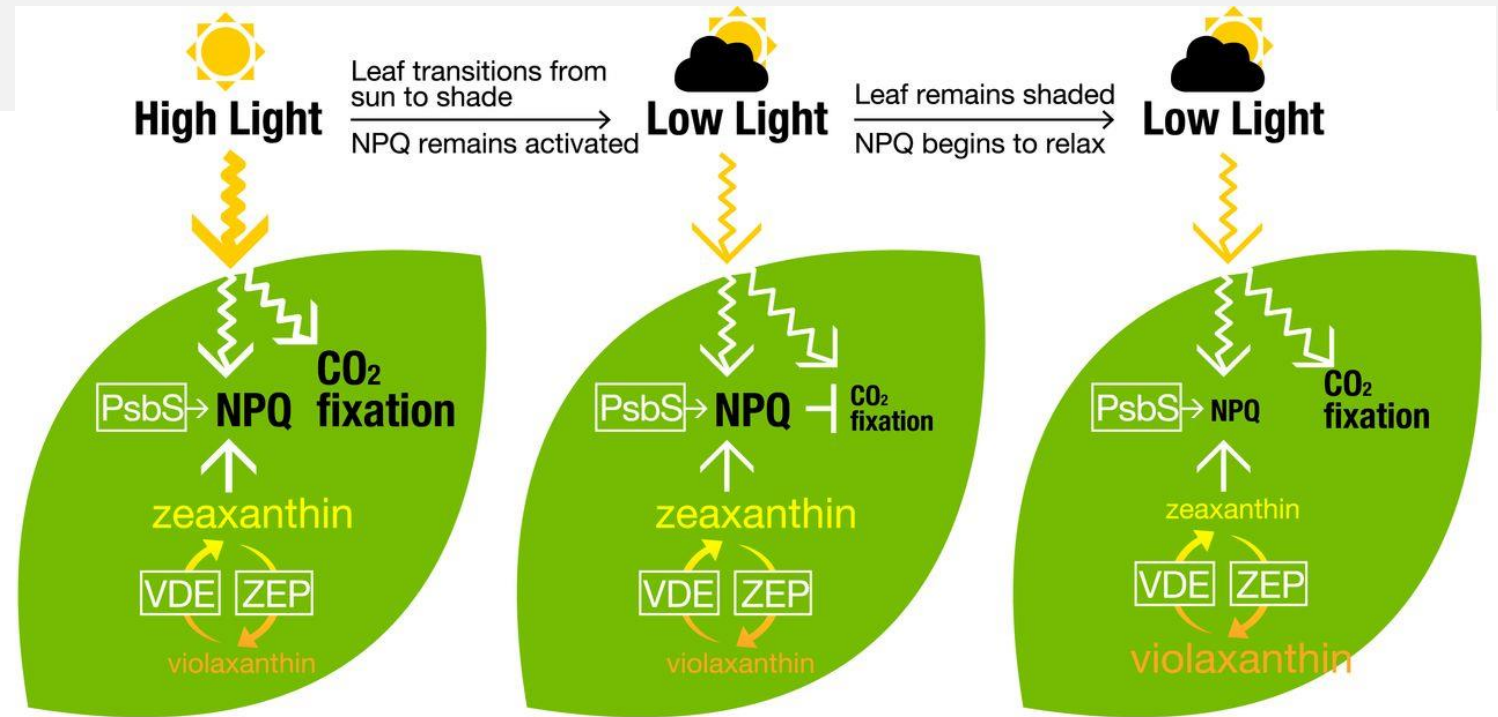 High Light
Leaf transitions from
sun to shade
NPQ remains activated
Low Light
Leaf remains shaded
NPQ begins to relax
Low Light
PsbS
NPQ
CO₂
fixation
zeaxanthin
VDE
ZEP
violaxanthin
PsbS
NPQ
CO₂
fixation
zeaxanthin
VDE
ZEP
violaxanthin
PsbS
NPQ
CO₂
fixation
zeaxanthin
VDE
ZEP
violaxanthin